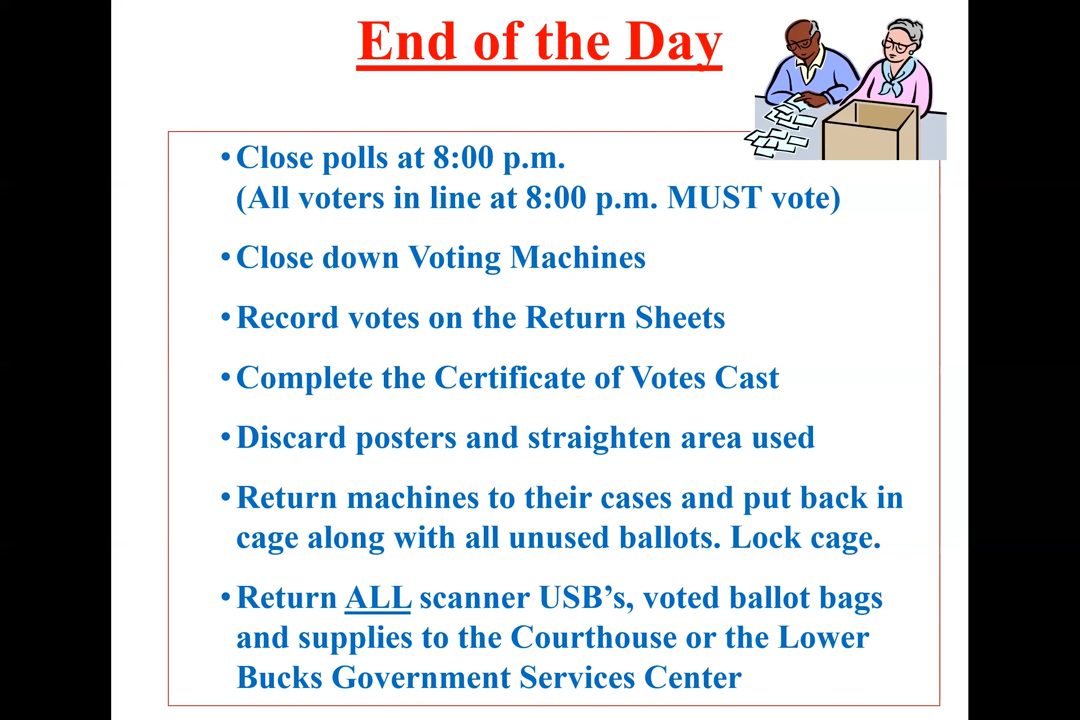 End of the Day
•Close polls at 8:00 p.m.
(All voters in line at 8:00 p.m. MUST vote)
•Close down Voting Machines
•Record votes on the Return Sheets
•Complete the Certificate of Votes Cast
•Discard posters and straighten area used
•Return machines to their cases and put back in
cage along with all unused ballots. Lock cage.
•Return ALL scanner USB’s, voted ballot bags
and supplies to the Courthouse or the Lower
Bucks Government Services Center